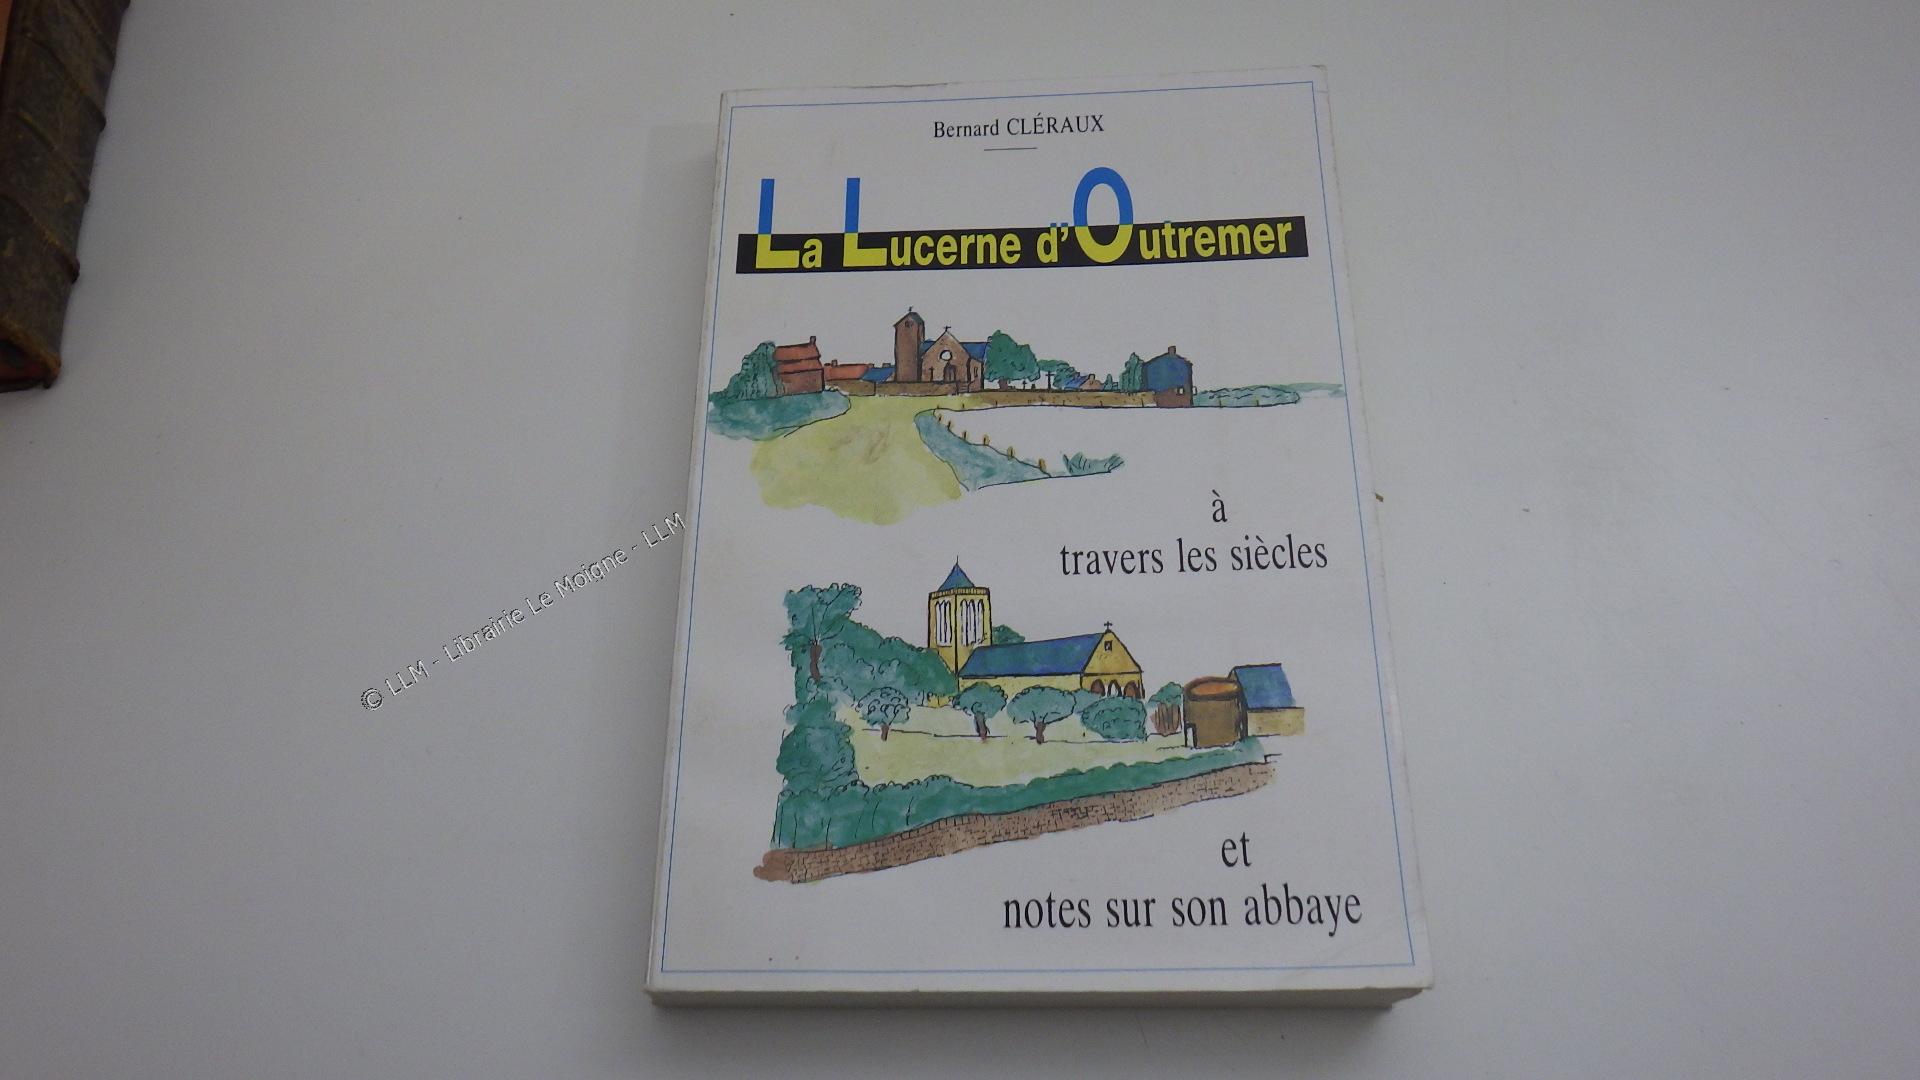 Bernard CLÉRAUX
La Lucerne d'Outremer
à
travers les siècles
et
notes sur son abbaye
© LLM - Librairie Le Moigne - LLM